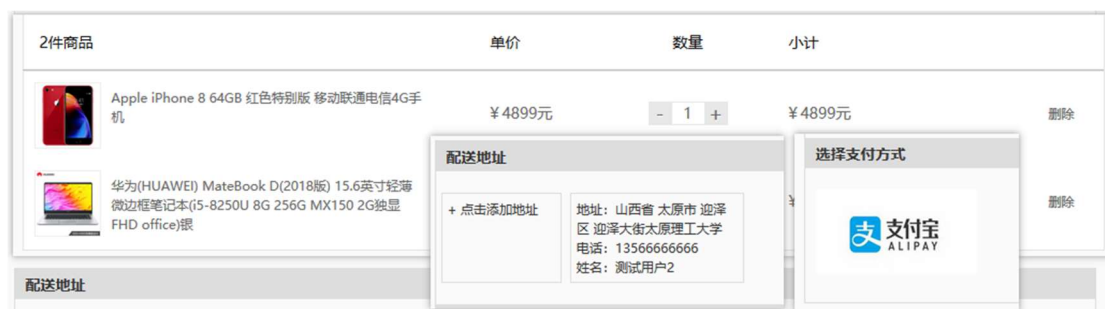 2件商品 单价 数量 小计
Apple iPhone 8 64GB 红色特别版 移动联通电信4G手
机
¥4899元 - 1 + ¥4899元 删除
华为(HUAWEI) MateBook D(2018版) 15.6英寸轻薄
微边框笔记本(i5-8250U 8G 256G MX150 2G独显
FHD office)银
删除
配送地址
配送地址
+ 点击添加地址
地址：山西省 太原市 迎泽
区 迎泽大街太原理工大学
电话：13566666666
姓名：测试用户2
选择支付方式
支 支付宝
ALIPAY